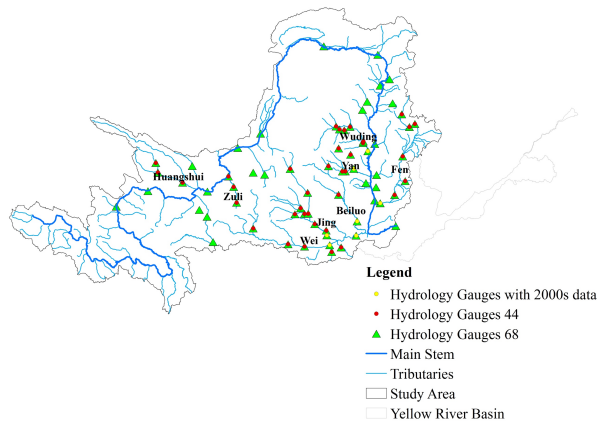 Wuding
Huangshui
Yan
Fen
Zuli
Beiluo
Jing
Wei
Legend
Hydrology Gauges with 2000s data
Hydrology Gauges 44
Hydrology Gauges 68
Main Stem
Tributaries
Study Area
Yellow River Basin